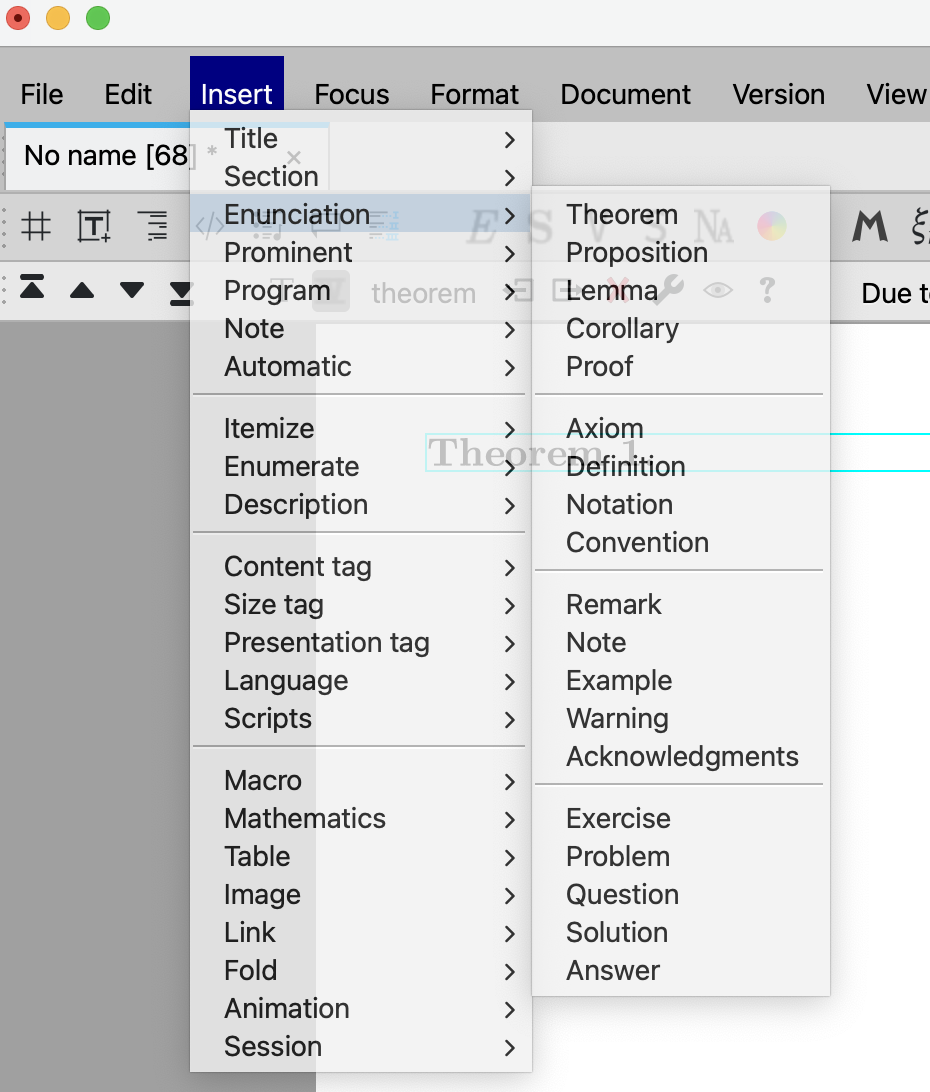 File Edit Insert Focus Format Document Version View
No name [68] *
Title
Section
Enunciation
Prominent
Program
Note
Automatic
Itemize
Enumerate
Description
Content tag
Size tag
Presentation tag
Language
Scripts
Macro
Mathematics
Table
Image
Link
Fold
Animation
Session
Theorem
Proposition
Lemma
Corollary
Proof
Axiom
Definition
Notation
Convention
Remark
Note
Example
Warning
Acknowledgments
Exercise
Problem
Question
Solution
Answer
E S V S NA
theorem
Due t
Theorem 1